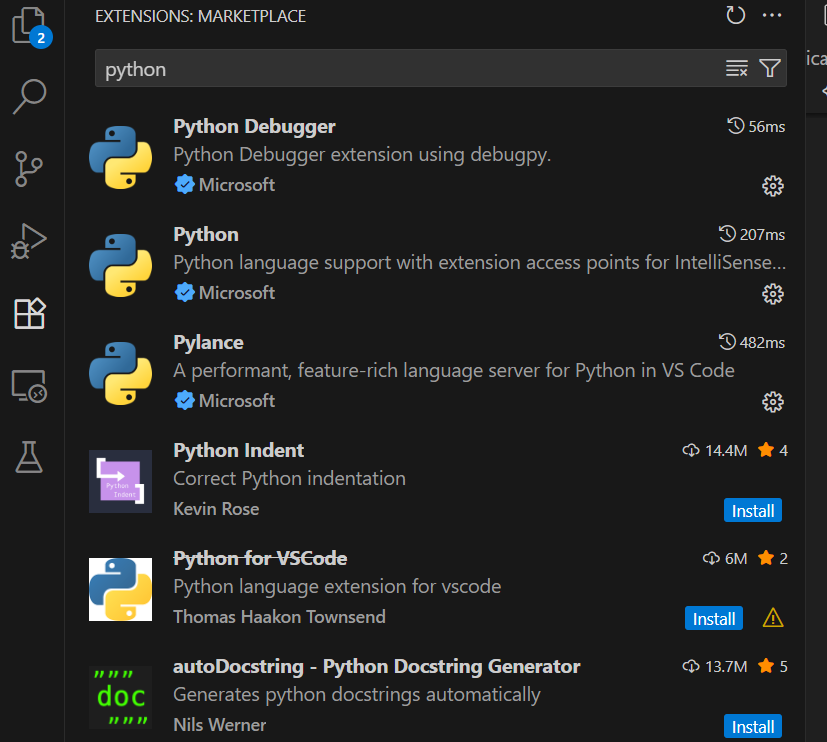 EXTENSIONS: MARKETPLACE
2
python
ica
Python Debugger
56ms
Python Debugger extension using debugpy.
Microsoft
Python
207ms
Python language support with extension access points for IntelliSense...
Microsoft
Pylance
482ms
A performant, feature-rich language server for Python in VS Code
Microsoft
Python Indent
14.4M
4
Correct Python indentation
Python
Indent
Kevin Rose
Install
Python for VSCode
6M
2
Python language extension for vscode
Thomas Haakon Townsend
Install
autoDocstring - Python Docstring Generator
13.7M
5
"""
doc
"""
Generates python docstrings automatically
Nils Werner
Install